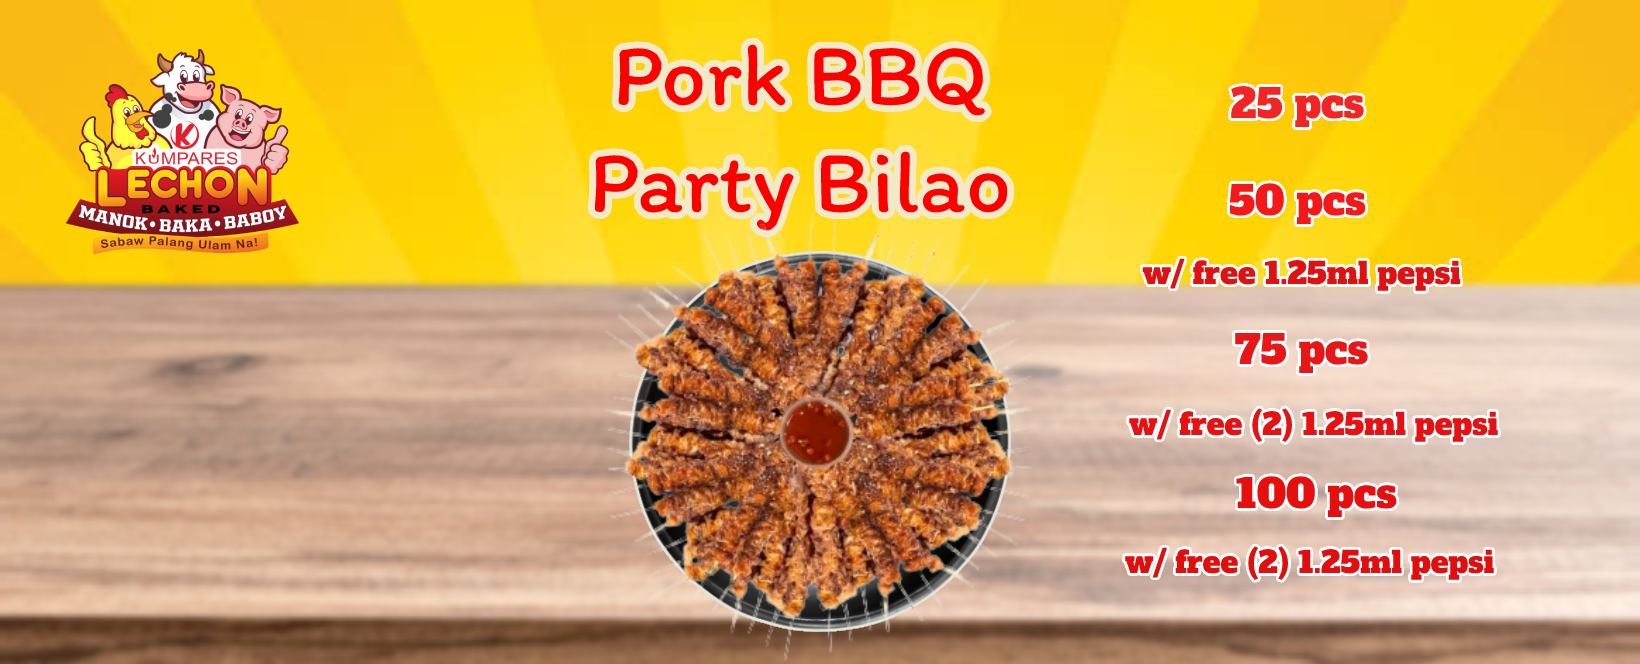 K
KUMPARES
LECHON
BAKED
MANOK • BAKA • BABOY
Sabaw Palang Ulam Na!
Pork BBQ
Party Bilao
25 pcs
50 pcs
w/ free 1.25ml pepsi
75 pcs
w/ free (2) 1.25ml pepsi
100 pcs
w/ free (2) 1.25ml pepsi